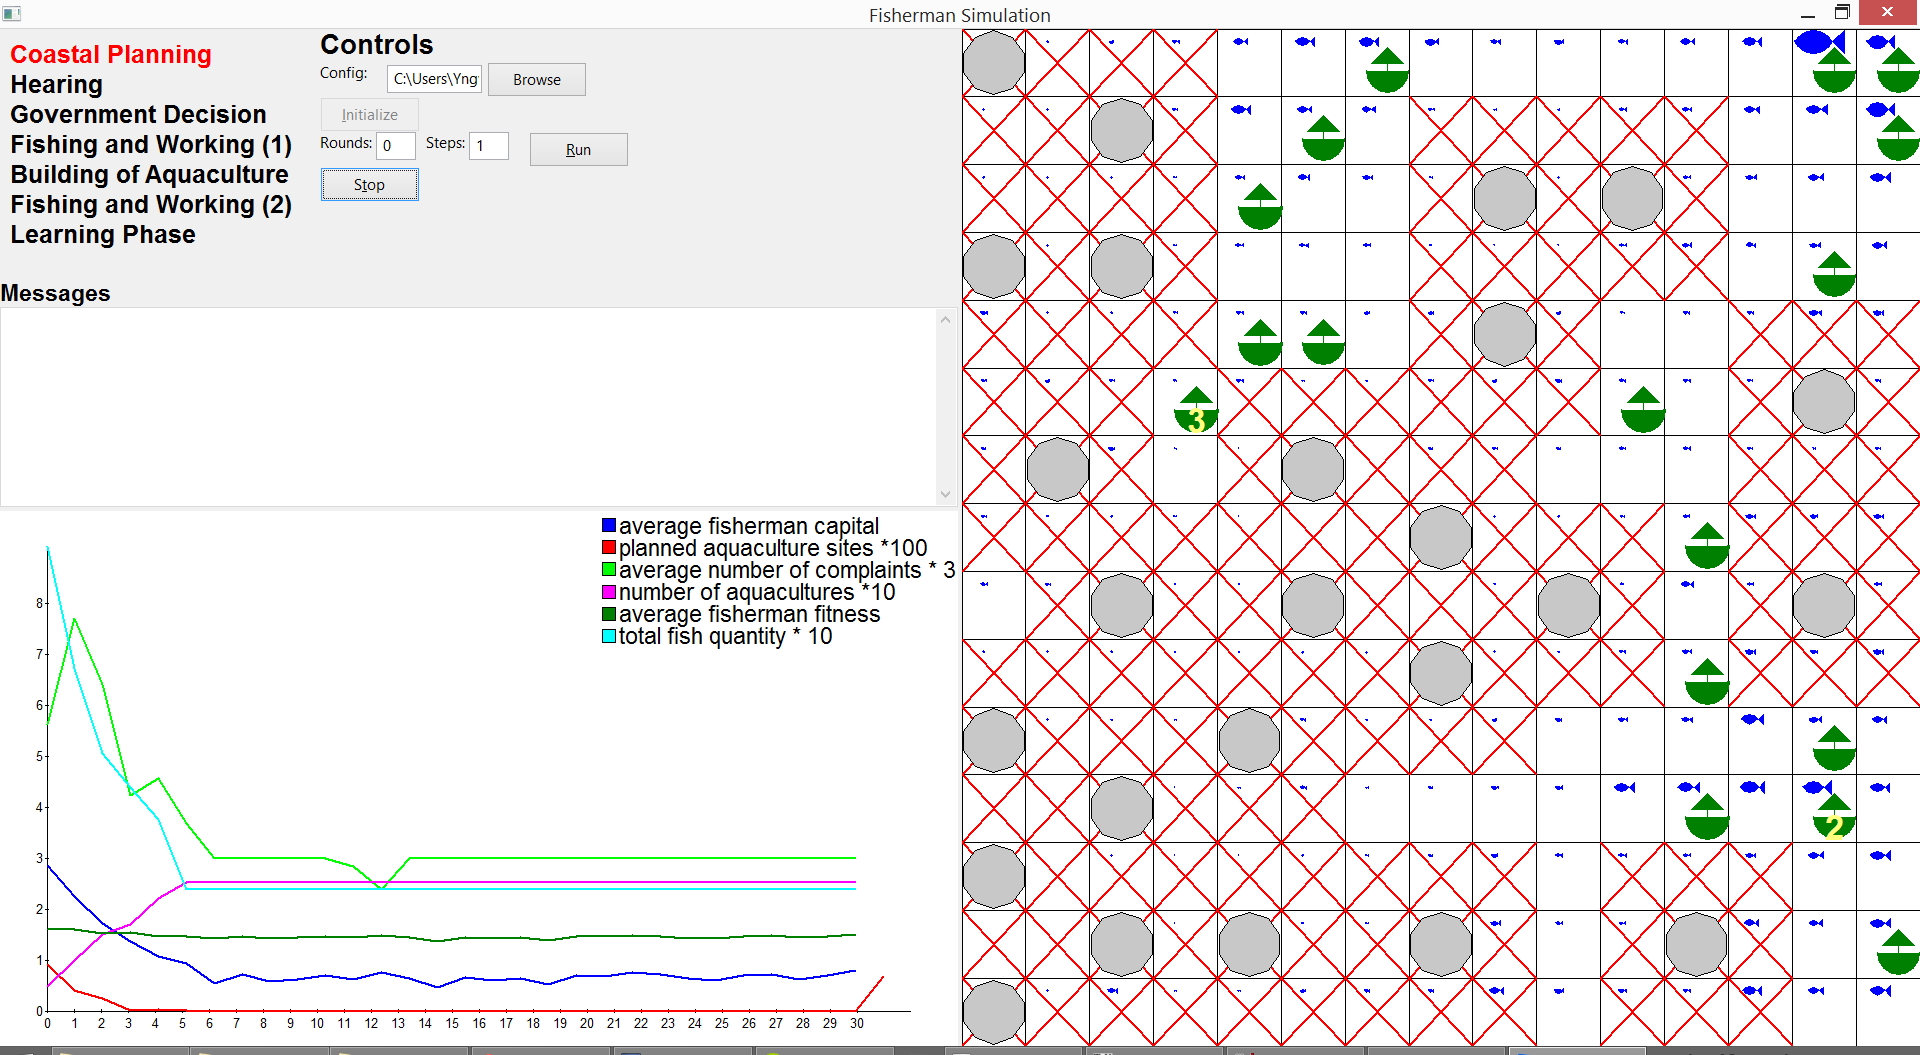 Fisherman Simulation
Coastal Planning
Hearing
Government Decision
Fishing and Working (1)
Building of Aquaculture
Fishing and Working (2)
Learning Phase
Controls
Config:
C:\Users\Yng
Browse
Initialize
Rounds: 0 Steps: 1
Run
Stop
Messages
average fisherman capital
planned aquaculture sites *100
average number of complaints * 3
number of aquacultures *10
average fisherman fitness
total fish quantity * 10
8
7
6
5
4
3
2
1
0
0 1 2 3 4 5 6 7 8 9 10 11 12 13 14 15 16 17 18 19 20 21 22 23 24 25 26 27 28 29 30
3
2